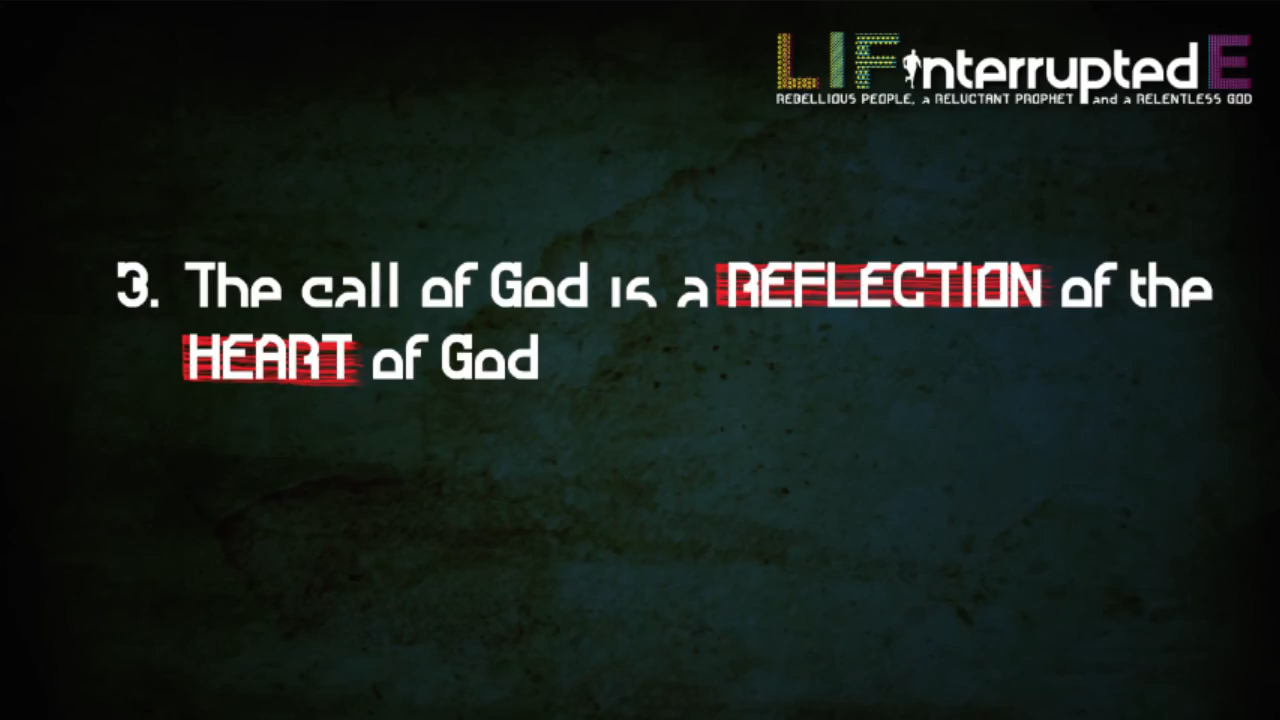 LIFinterruptedE
REBELLIOUS PEOPLE, a RELUCTANT PROPHET and a RELENTLESS GOD
3. The call of God is a REFLECTION of the
HEART of God